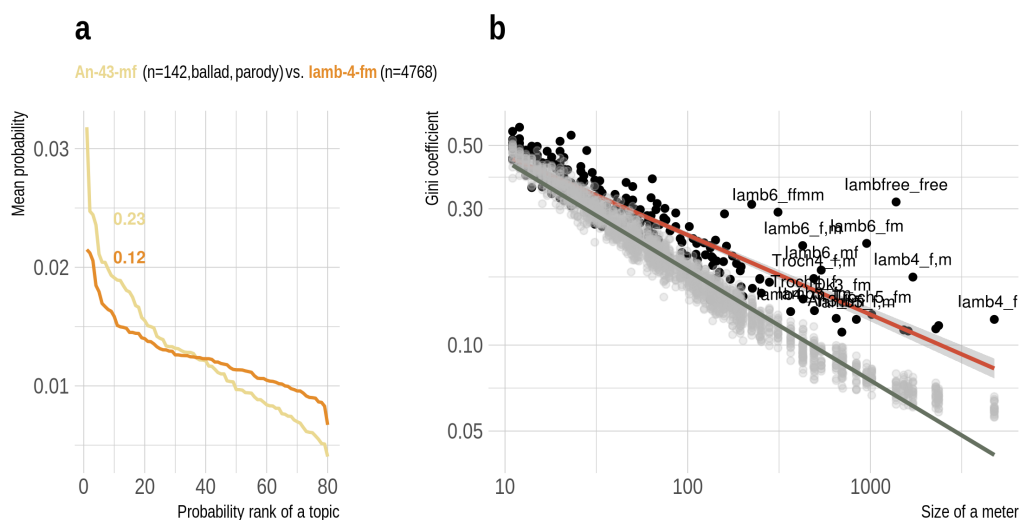 a
An-43-mf (n=142,ballad, parody) vs. Iamb-4-fm (n=4768)
Mean probability
0.03
0.02
0.01
0.23
0.12
0 20 40 60 80
Probability rank of a topic
b
Gini coefficient
0.50
0.30
0.10
0.05
Iambfree_free
Iamb6_ffmm
Iamb6_f,m
Iamb6_fm
Iamb6_mf
Troch4_f,m
Iamb4_f,m
Iamb4_f
10 100 1000
Size of a meter